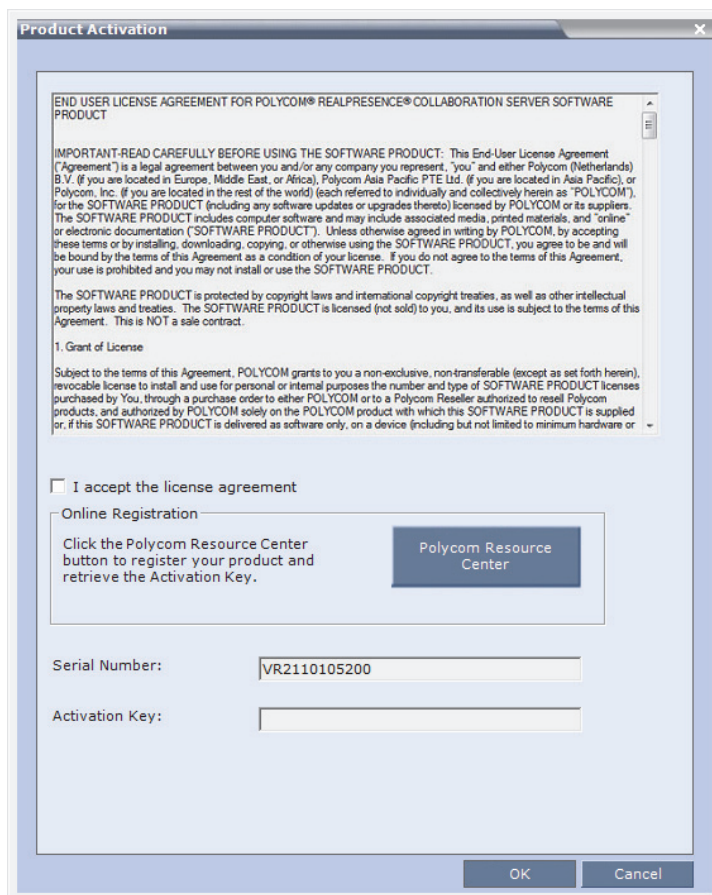 Product Activation
END USER LICENSE AGREEMENT FOR POLYCOM® REALPRESENCE® COLLABORATION SERVER SOFTWARE
PRODUCT
IMPORTANT-READ CAREFULLY BEFORE USING THE SOFTWARE PRODUCT: This End-User License Agreement
("Agreement") is a legal agreement between you and/or any company you represent, "you" and either Polycom (Netherlands)
B.V. (if you are located in Europe, Middle East, or Africa), Polycom Asia Pacific PTE Ltd. (if you are located in Asia Pacific), or
Polycom, Inc. (if you are located in the rest of the world) (each referred to individually and collectively herein as "POLYCOM"),
for the SOFTWARE PRODUCT (including any software updates or upgrades thereto) licensed by POLYCOM or its suppliers.
The SOFTWARE PRODUCT includes computer software and may include associated media, printed materials, and "online"
or electronic documentation ("SOFTWARE PRODUCT"). Unless otherwise agreed in writing by POLYCOM, by accepting
these terms or by installing, downloading, copying, or otherwise using the SOFTWARE PRODUCT, you agree to be and will
be bound by the terms of this Agreement as a condition of your license. If you do not agree to the terms of this Agreement,
your use is prohibited and you may not install or use the SOFTWARE PRODUCT.
The SOFTWARE PRODUCT is protected by copyright laws and international copyright treaties, as well as other intellectual
property laws and treaties. The SOFTWARE PRODUCT is licensed (not sold) to you, and its use is subject to the terms of this
Agreement. This is NOT a sale contract.
1. Grant of License
Subject to the terms of this Agreement, POLYCOM grants to you a non-exclusive, non-transferable (except as set forth herein),
revocable license to install and use for personal or internal purposes the number and type of SOFTWARE PRODUCT licenses
purchased by You, through a purchase order to either POLYCOM or to a Polycom Reseller authorized to resell Polycom
products, and authorized by POLYCOM solely on the POLYCOM product with which this SOFTWARE PRODUCT is supplied
or, if this SOFTWARE PRODUCT is delivered as software only, on a device (including but not limited to minimum hardware or
I accept the license agreement
Online Registration
Click the Polycom Resource Center
button to register your product and
retrieve the Activation Key.
Polycom Resource
Center
Serial Number:
VR2110105200
Activation Key:
OK
Cancel